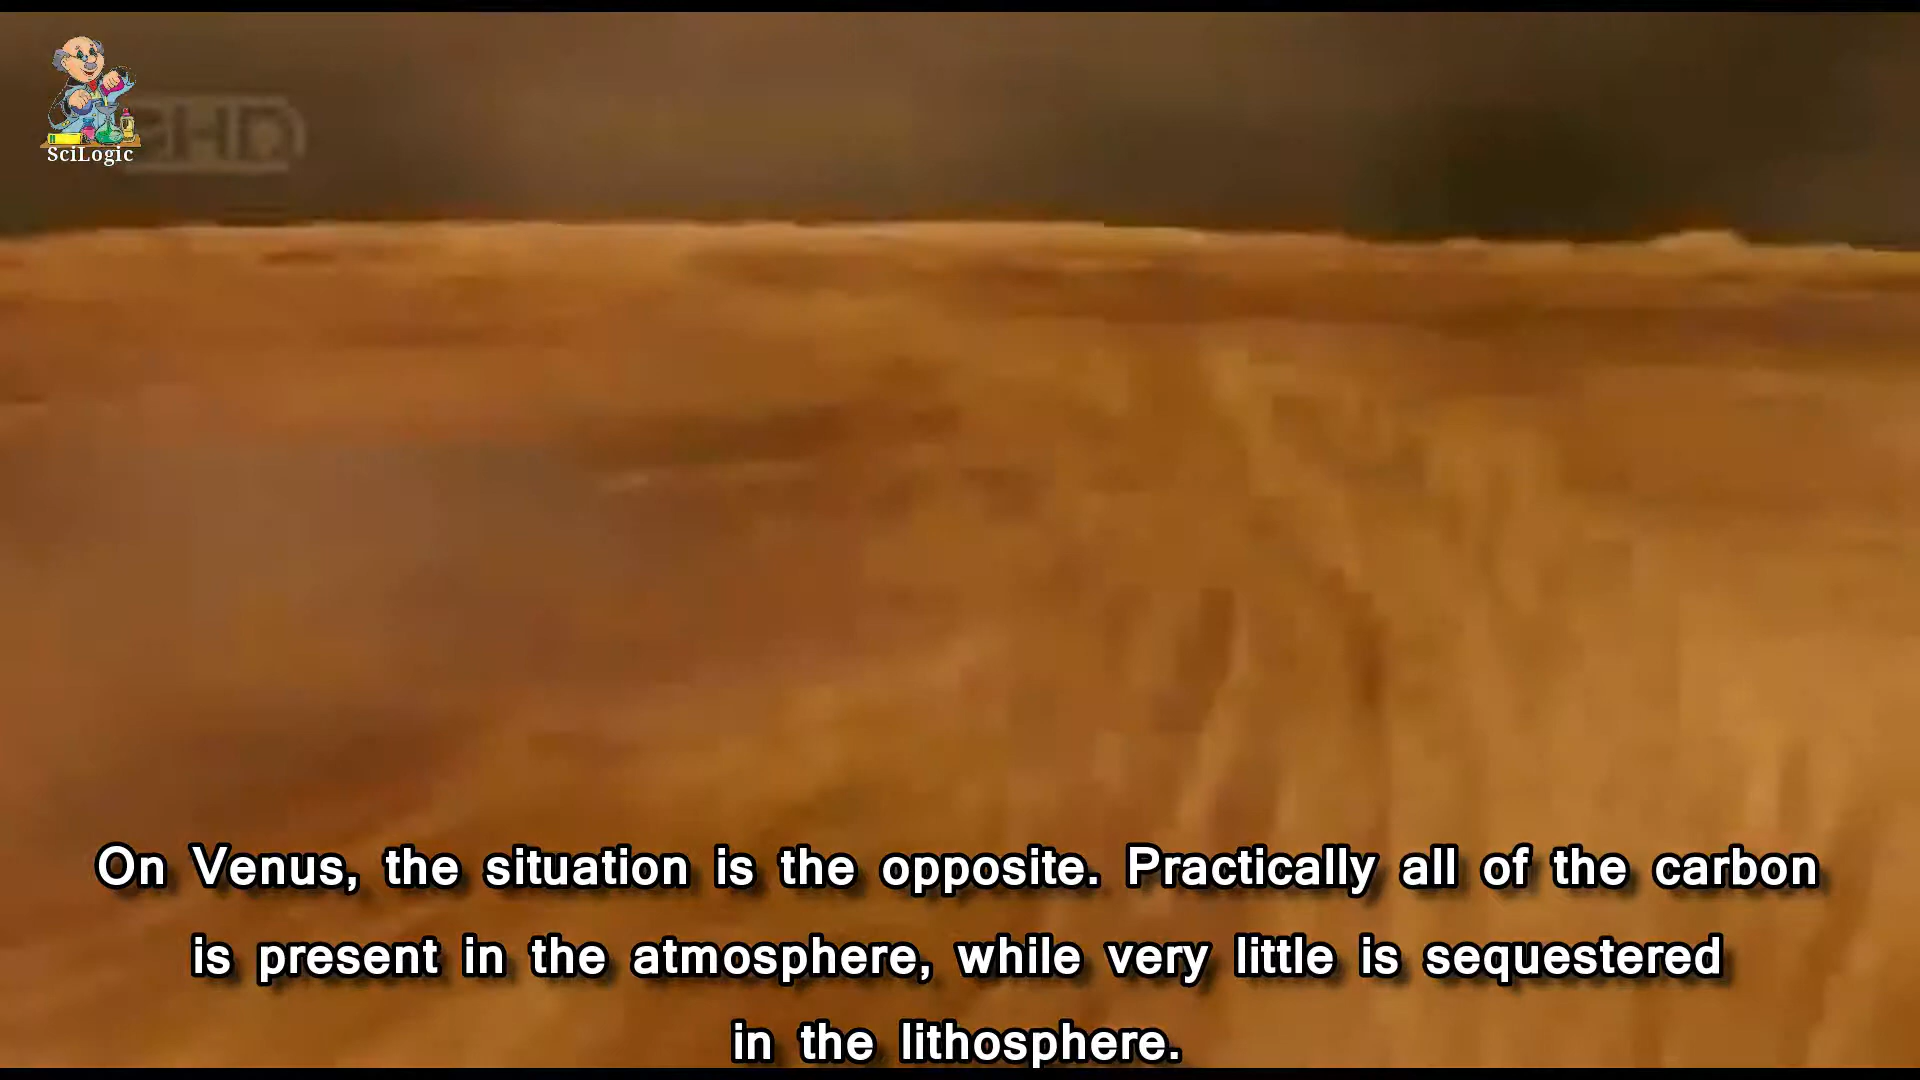 SciLogic
On Venus, the situation is the opposite. Practically all of the carbon
is present in the atmosphere, while very little is sequestered
in the lithosphere.